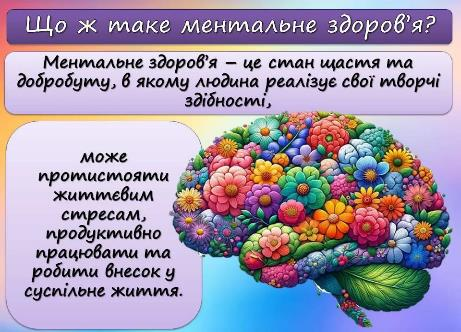 Що ж таке ментальне здоров’я?
Ментальне здоров’я – це стан щастя та
добробуту, в якому людина реалізує свої творчі
здібності,
може
протистояти
життєвим
стресам,
продуктивно
працювати та
робити внесок у
суспільне життя.